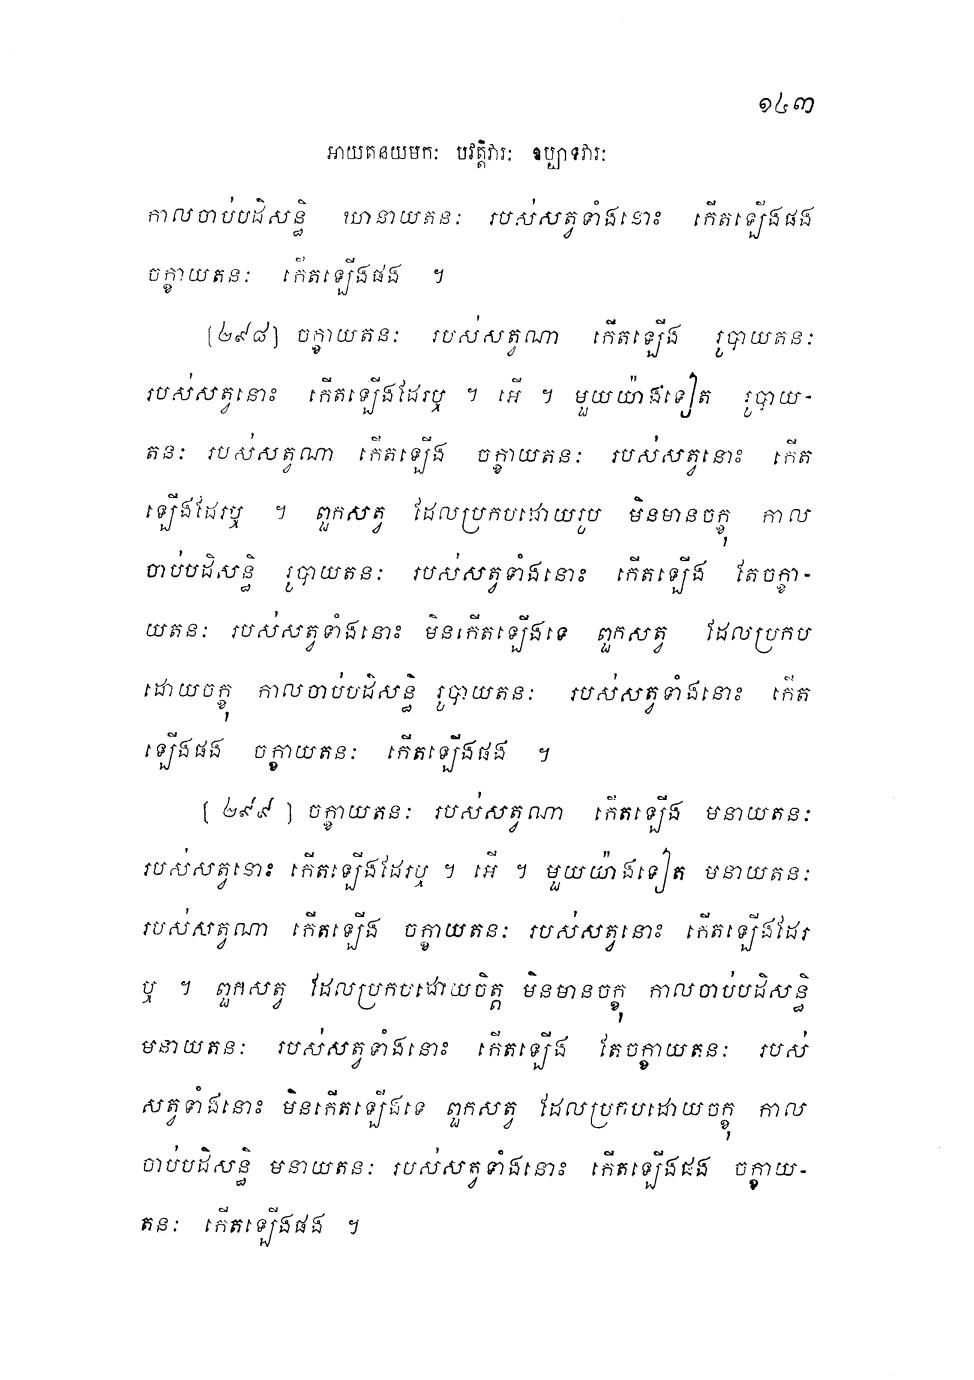 ១៤៣
អាយតនយមកៈ បវត្តិវារៈ ឧប្បាទវារៈ
កាលចាប់បដិសន្ធិ ឃានាយតនៈ របស់សត្វទាំងនោះ កើតឡើងផង
ចក្ខាយតនៈ កើតឡើងផង ។
[២៩៨] ចក្ខាយតនៈ របស់សត្វណា កើតឡើង រូបាយតនៈ
របស់សត្វនោះ កើតឡើងដែរឬ ។ អើ ។ មួយយ៉ាងទៀត រូបាយ-
តនៈ របស់សត្វណា កើតឡើង ចក្ខាយតនៈ របស់សត្វនោះ កើត
ឡើងដែរឬ ។ ពួកសត្វ ដែលប្រកបដោយរូប មិនមានចក្ខុ កាល
ចាប់បដិសន្ធិ រូបាយតនៈ របស់សត្វទាំងនោះ កើតឡើង តែចក្ខា-
យតនៈ របស់សត្វទាំងនោះ មិនកើតឡើងទេ ពួកសត្វ ដែលប្រកប
ដោយចក្ខុ កាលចាប់បដិសន្ធិ រូបាយតនៈ របស់សត្វទាំងនោះ កើត
ឡើងផង ចក្ខាយតនៈ កើតឡើងផង ។
[២៩៩] ចក្ខាយតនៈ របស់សត្វណា កើតឡើង មនាយតនៈ
របស់សត្វនោះ កើតឡើងដែរឬ ។ អើ ។ មួយយ៉ាងទៀត មនាយតនៈ
របស់សត្វណា កើតឡើង ចក្ខាយតនៈ របស់សត្វនោះ កើតឡើងដែរ
ឬ ។ ពួកសត្វ ដែលប្រកបដោយចិត្ត មិនមានចក្ខុ កាលចាប់បដិសន្ធិ
មនាយតនៈ របស់សត្វទាំងនោះ កើតឡើង តែចក្ខាយតនៈ របស់
សត្វទាំងនោះ មិនកើតឡើងទេ ពួកសត្វ ដែលប្រកបដោយចក្ខុ កាល
ចាប់បដិសន្ធិ មនាយតនៈ របស់សត្វទាំងនោះ កើតឡើងផង ចក្ខាយ-
តនៈ កើតឡើងផង ។